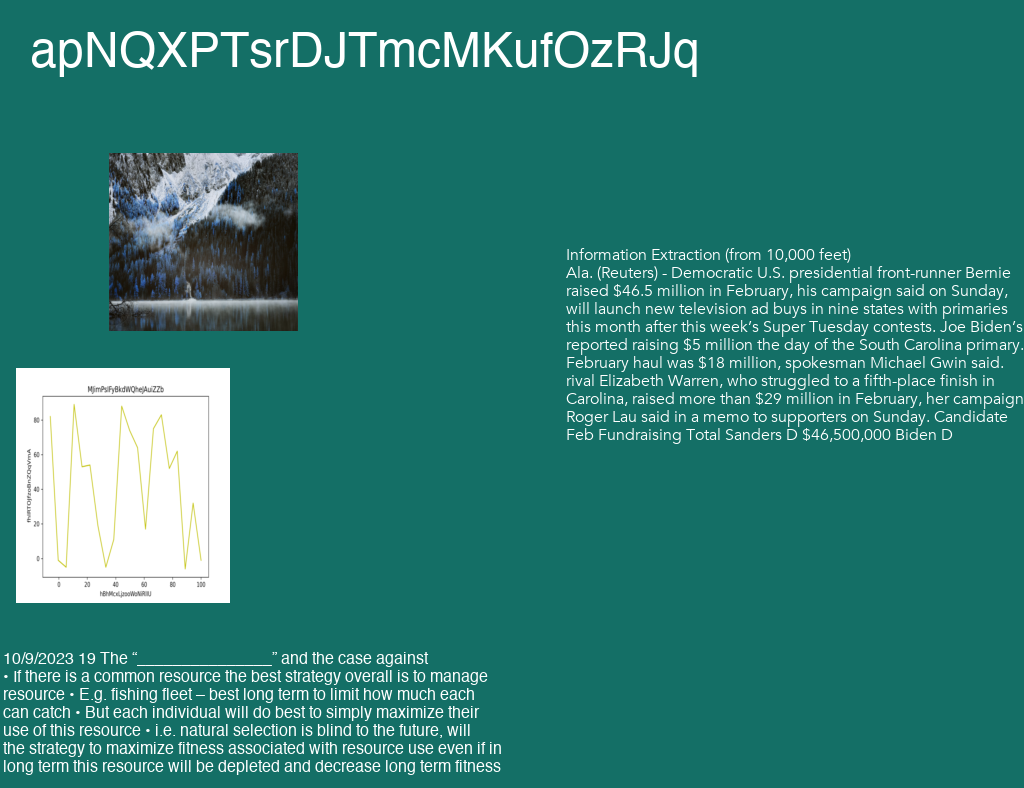 apNQXPTsrDJTmcMKufOzRJq
Information Extraction (from 10,000 feet)
Ala. (Reuters) - Democratic U.S. presidential front-runner Bernie
raised $46.5 million in February, his campaign said on Sunday,
will launch new television ad buys in nine states with primaries
this month after this week’s Super Tuesday contests. Joe Biden’s
reported raising $5 million the day of the South Carolina primary.
February haul was $18 million, spokesman Michael Gwin said.
rival Elizabeth Warren, who struggled to a fifth-place finish in
Carolina, raised more than $29 million in February, her campaign
Roger Lau said in a memo to supporters on Sunday. Candidate
Feb Fundraising Total Sanders D $46,500,000 Biden D
80
60
40
20
0
0 20 40 60 80 100
10/9/2023 19 The “_______________” and the case against
• If there is a common resource the best strategy overall is to manage
resource • E.g. fishing fleet – best long term to limit how much each
can catch • But each individual will do best to simply maximize their
use of this resource • i.e. natural selection is blind to the future, will
the strategy to maximize fitness associated with resource use even if in
long term this resource will be depleted and decrease long term fitness